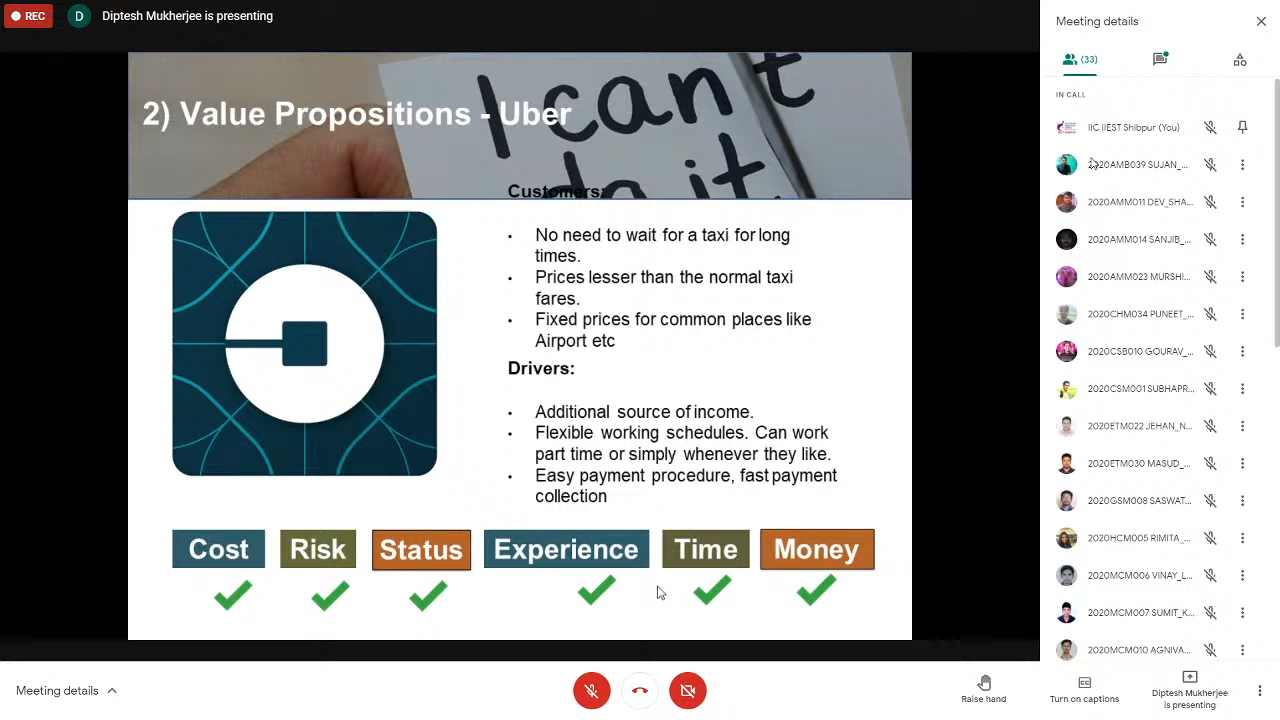 REC
D
Diptesh Mukherjee is presenting
Meeting details
(33)
I can't
2) Value Propositions - Uber
do it.
Customers:
• No need to wait for a taxi for long
times.
• Prices lesser than the normal taxi
fares.
• Fixed prices for common places like
Airport etc
Drivers:
• Additional source of income.
• Flexible working schedules. Can work
part time or simply whenever they like.
• Easy payment procedure, fast payment
collection
Cost Risk Status Experience Time Money
IN CALL
IIC IIEST Shibpur (You)
2020AMB039 SUJAN_...
2020AMM011 DEV_SHA...
2020AMM014 SANJIB_...
2020AMM023 MURSHI...
2020CHM034 PUNEET_...
2020CSB010 GOURAV_...
2020CSM001 SUBHAPR...
2020ETM022 JEHAN_N...
2020ETM030 MASUD_...
2020GSM008 SASWAT...
2020HCM005 RIMITA_...
2020MCM006 VINAY_L...
2020MCM007 SUMIT_K...
2020MCM010 AGNIVA...
Meeting details
Raise hand
Turn on captions
Diptesh Mukherjee
is presenting